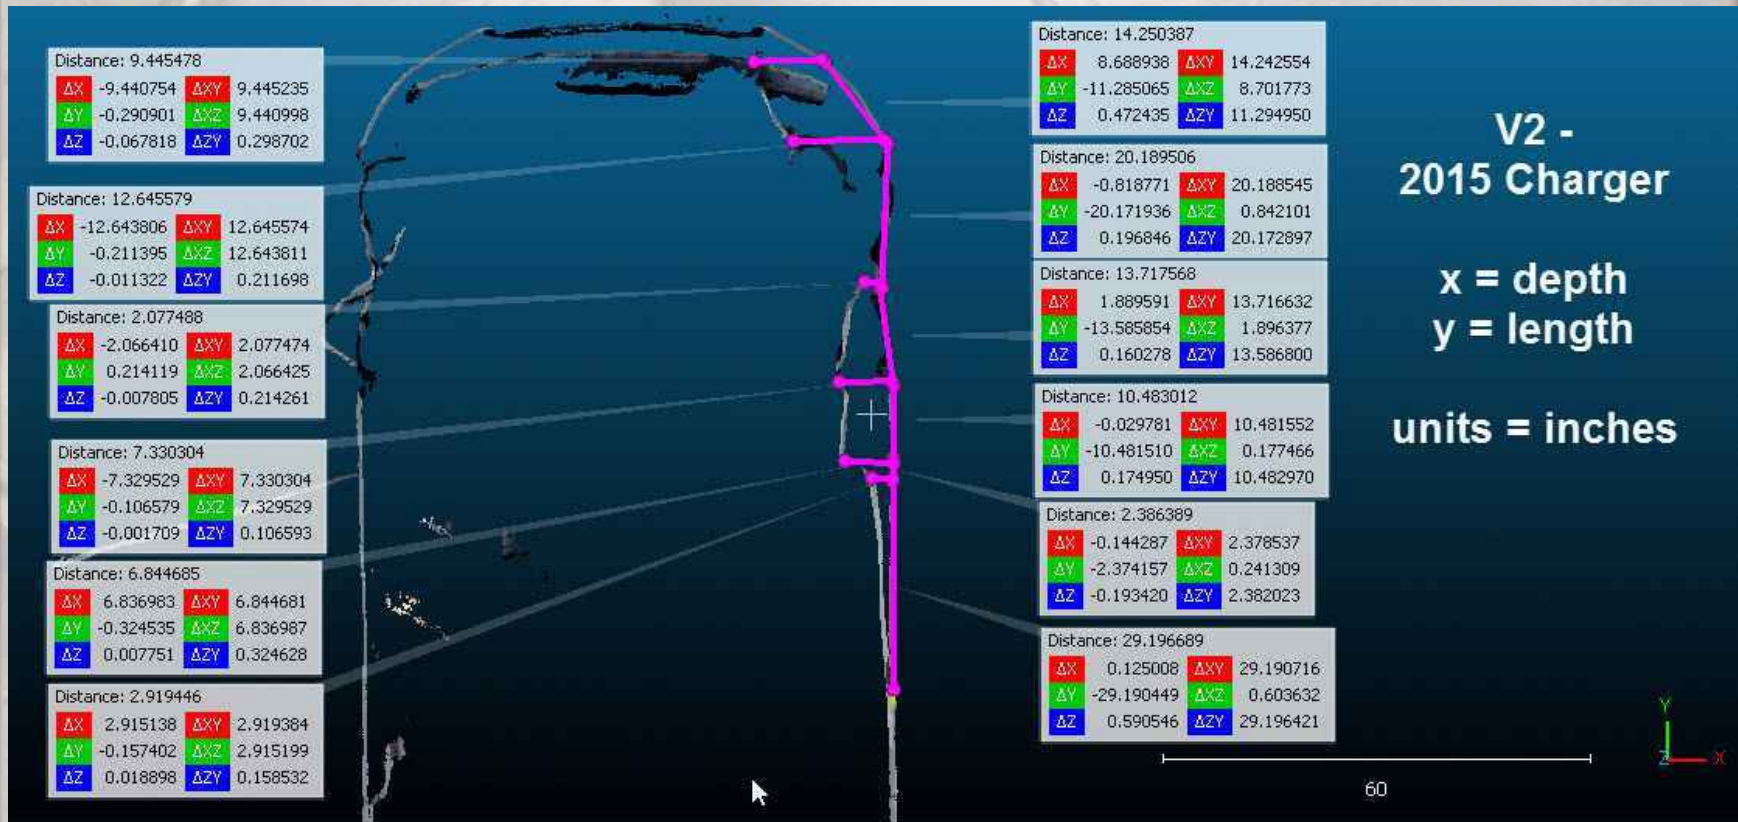 Distance: 9.445478
ΔX -9.440754 ΔXY 9.445235
ΔY -0.290901 ΔXZ 9.440998
ΔZ -0.067818 ΔZY 0.298702
Distance: 12.645579
ΔX -12.643806 ΔXY 12.645574
ΔY -0.211395 ΔXZ 12.643811
ΔZ -0.011322 ΔZY 0.211698
Distance: 2.077488
ΔX -2.066410 ΔXY 2.077474
ΔY 0.214119 ΔXZ 2.066425
ΔZ -0.007805 ΔZY 0.214261
Distance: 7.330304
ΔX -7.329529 ΔXY 7.330304
ΔY -0.106579 ΔXZ 7.329529
ΔZ -0.001709 ΔZY 0.106593
Distance: 6.844685
ΔX 6.836983 ΔXY 6.844681
ΔY -0.324535 ΔXZ 6.836987
ΔZ 0.007751 ΔZY 0.324628
Distance: 2.919446
ΔX 2.915138 ΔXY 2.919384
ΔY -0.157402 ΔXZ 2.915199
ΔZ 0.018898 ΔZY 0.158532
Distance: 14.250387
ΔX 8.688938 ΔXY 14.242554
ΔY -11.285065 ΔXZ 8.701773
ΔZ 0.472435 ΔZY 11.294950
Distance: 20.189506
ΔX -0.818771 ΔXY 20.188545
ΔY -20.171936 ΔXZ 0.842101
ΔZ 0.196846 ΔZY 20.172897
Distance: 13.717568
ΔX 1.889591 ΔXY 13.716632
ΔY -13.585854 ΔXZ 1.896377
ΔZ 0.160278 ΔZY 13.586800
Distance: 10.483012
ΔX -0.029781 ΔXY 10.481552
ΔY -10.481510 ΔXZ 0.177466
ΔZ 0.174950 ΔZY 10.482970
Distance: 2.386389
ΔX -0.144287 ΔXY 2.378537
ΔY -2.374157 ΔXZ 0.241309
ΔZ -0.193420 ΔZY 2.382023
Distance: 29.196689
ΔX 0.125008 ΔXY 29.190716
ΔY -29.190449 ΔXZ 0.603632
ΔZ 0.590546 ΔZY 29.196421
V2 -
2015 Charger
x = depth
y = length
units = inches
Y
Z X
60